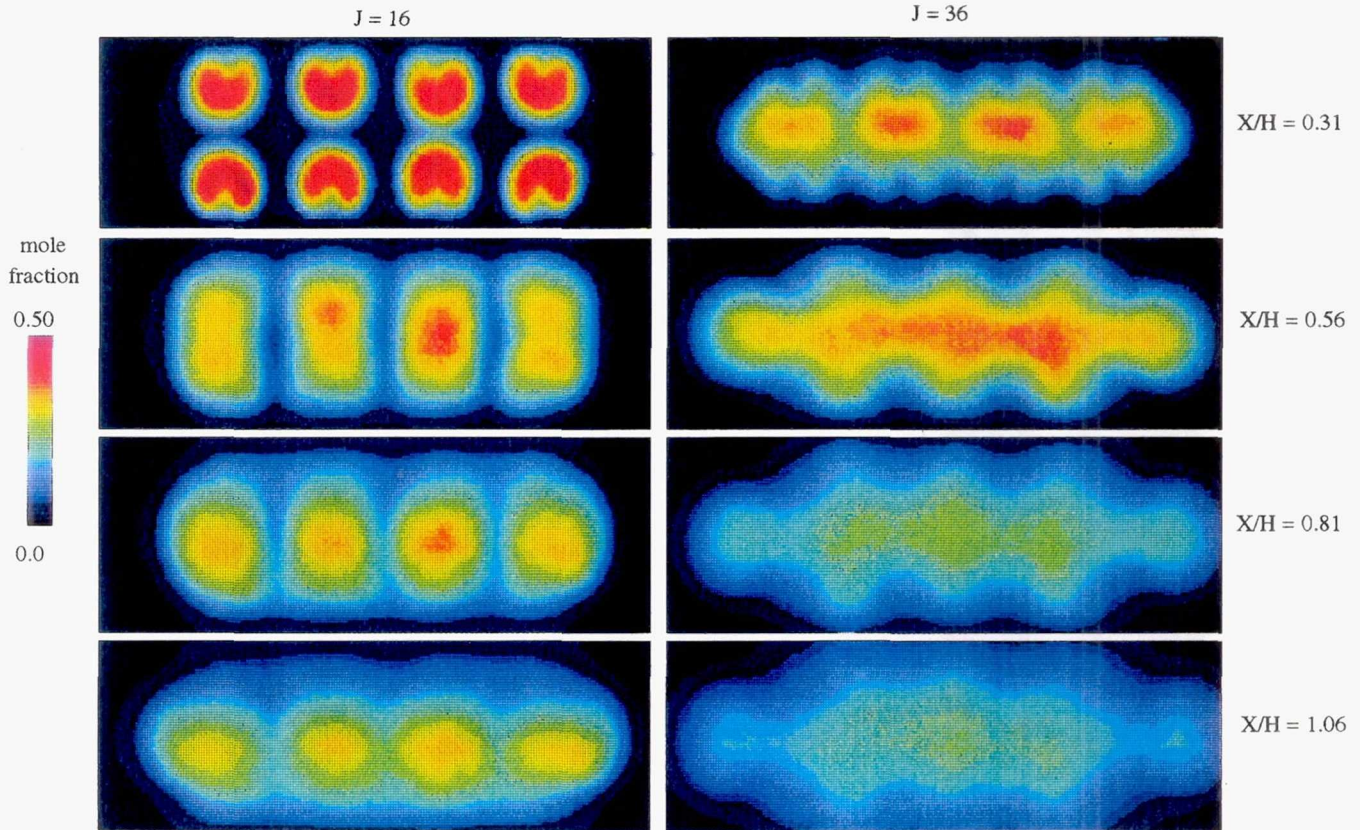 J = 16
J = 36
X/H = 0.31
mole
fraction
0.50
X/H = 0.56
X/H = 0.81
0.0
X/H = 1.06